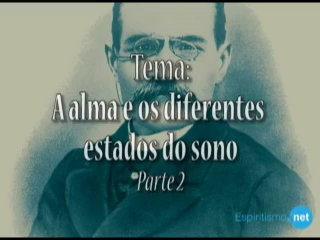 Tema:
A alma e os diferentes
estados do sono
Parte 2
Espiritismo.net